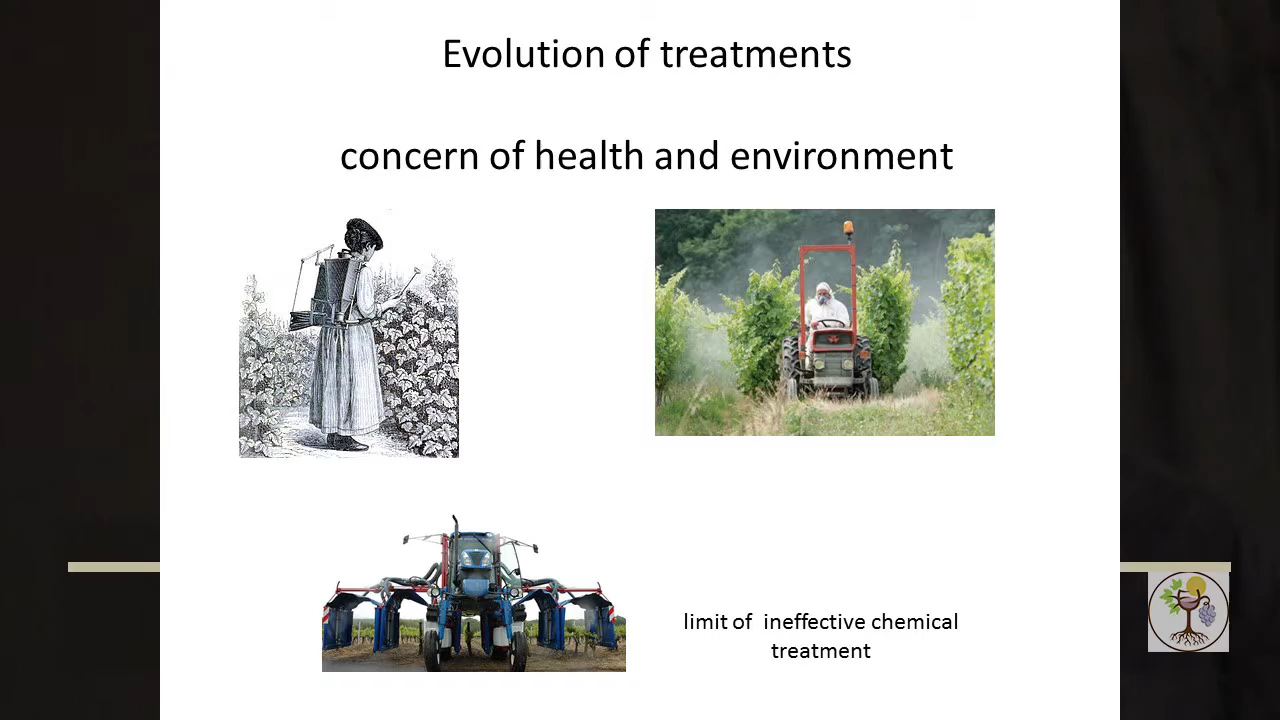 Evolution of treatments
concern of health and environment
limit of ineffective chemical
treatment